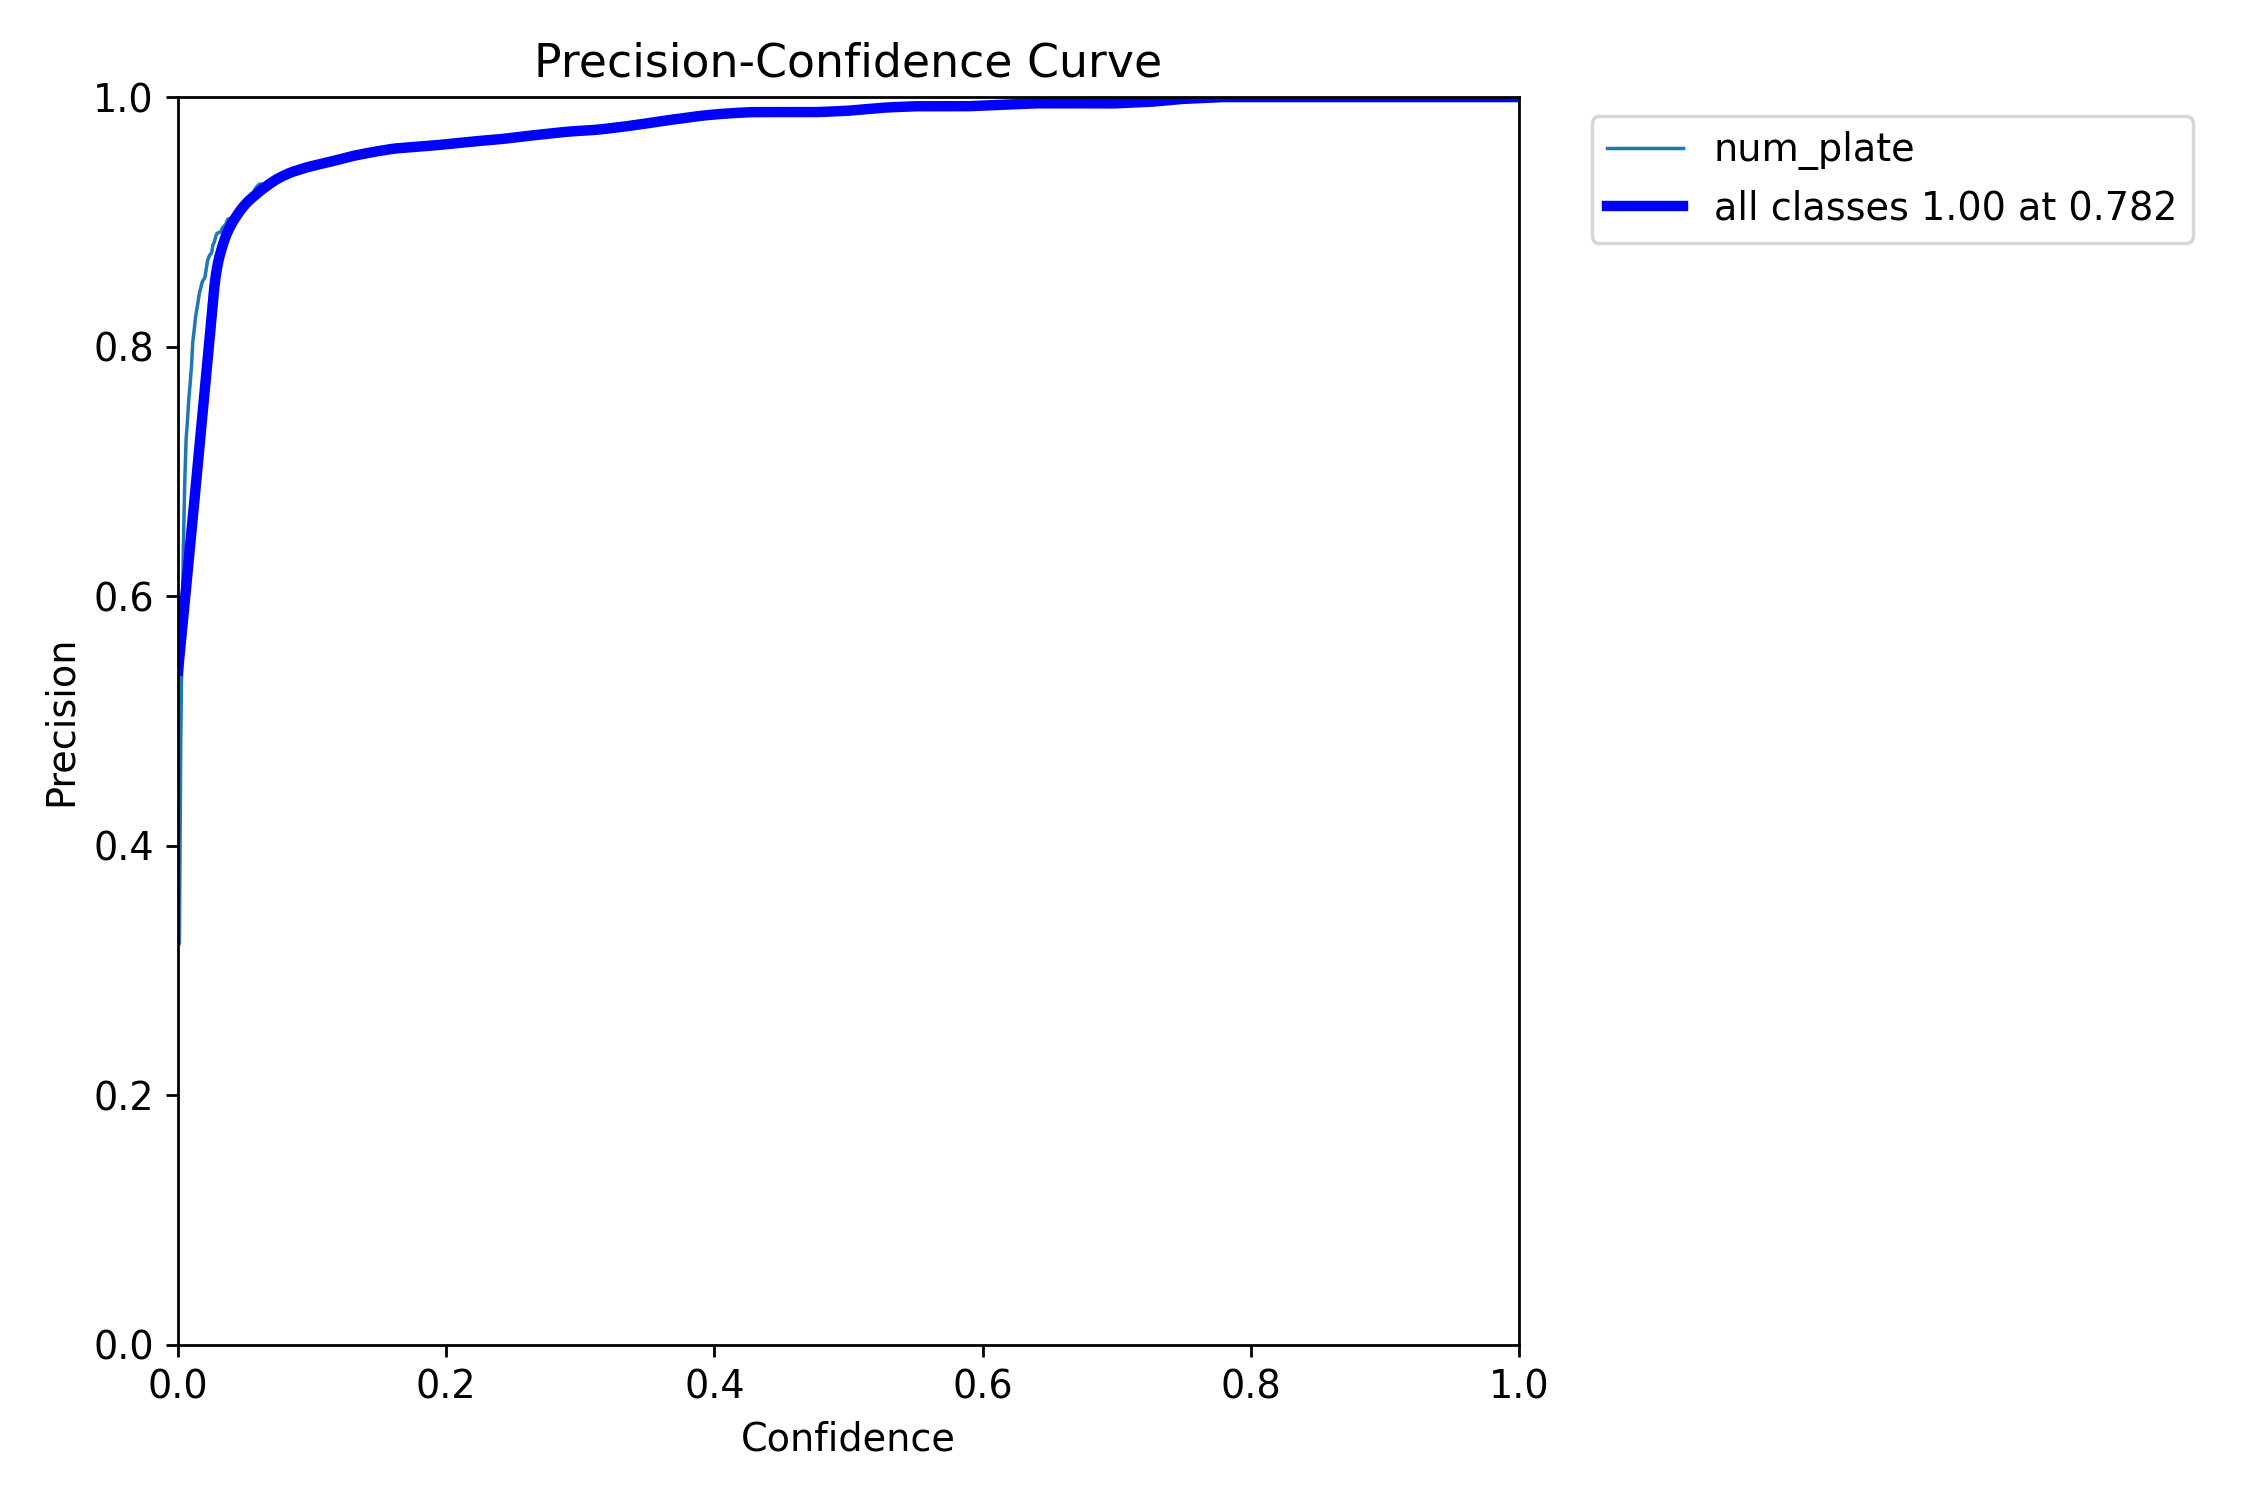 Precision-Confidence Curve
1.0
0.8
0.6
0.4
0.2
0.0
Precision
0.0 0.2 0.4 0.6 0.8 1.0
Confidence
num_plate
all classes 1.00 at 0.782